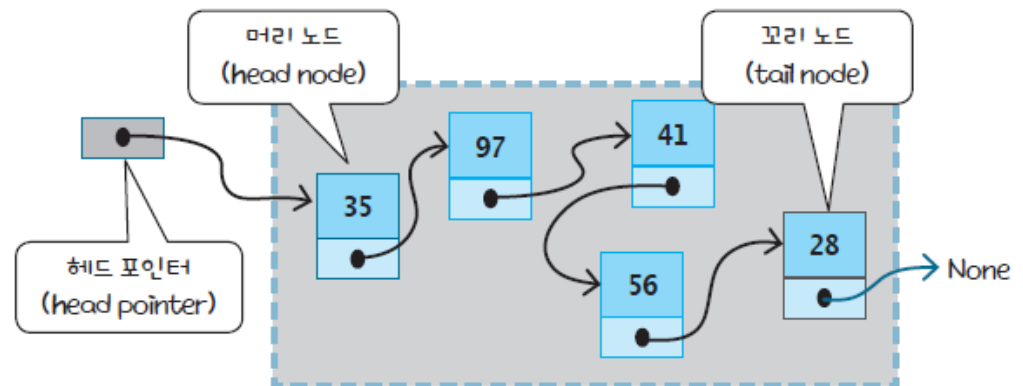 머리 노드
(head node)
꼬리 노드
(tail node)
97
41
35
28
헤드 포인터
(head pointer)
56
None